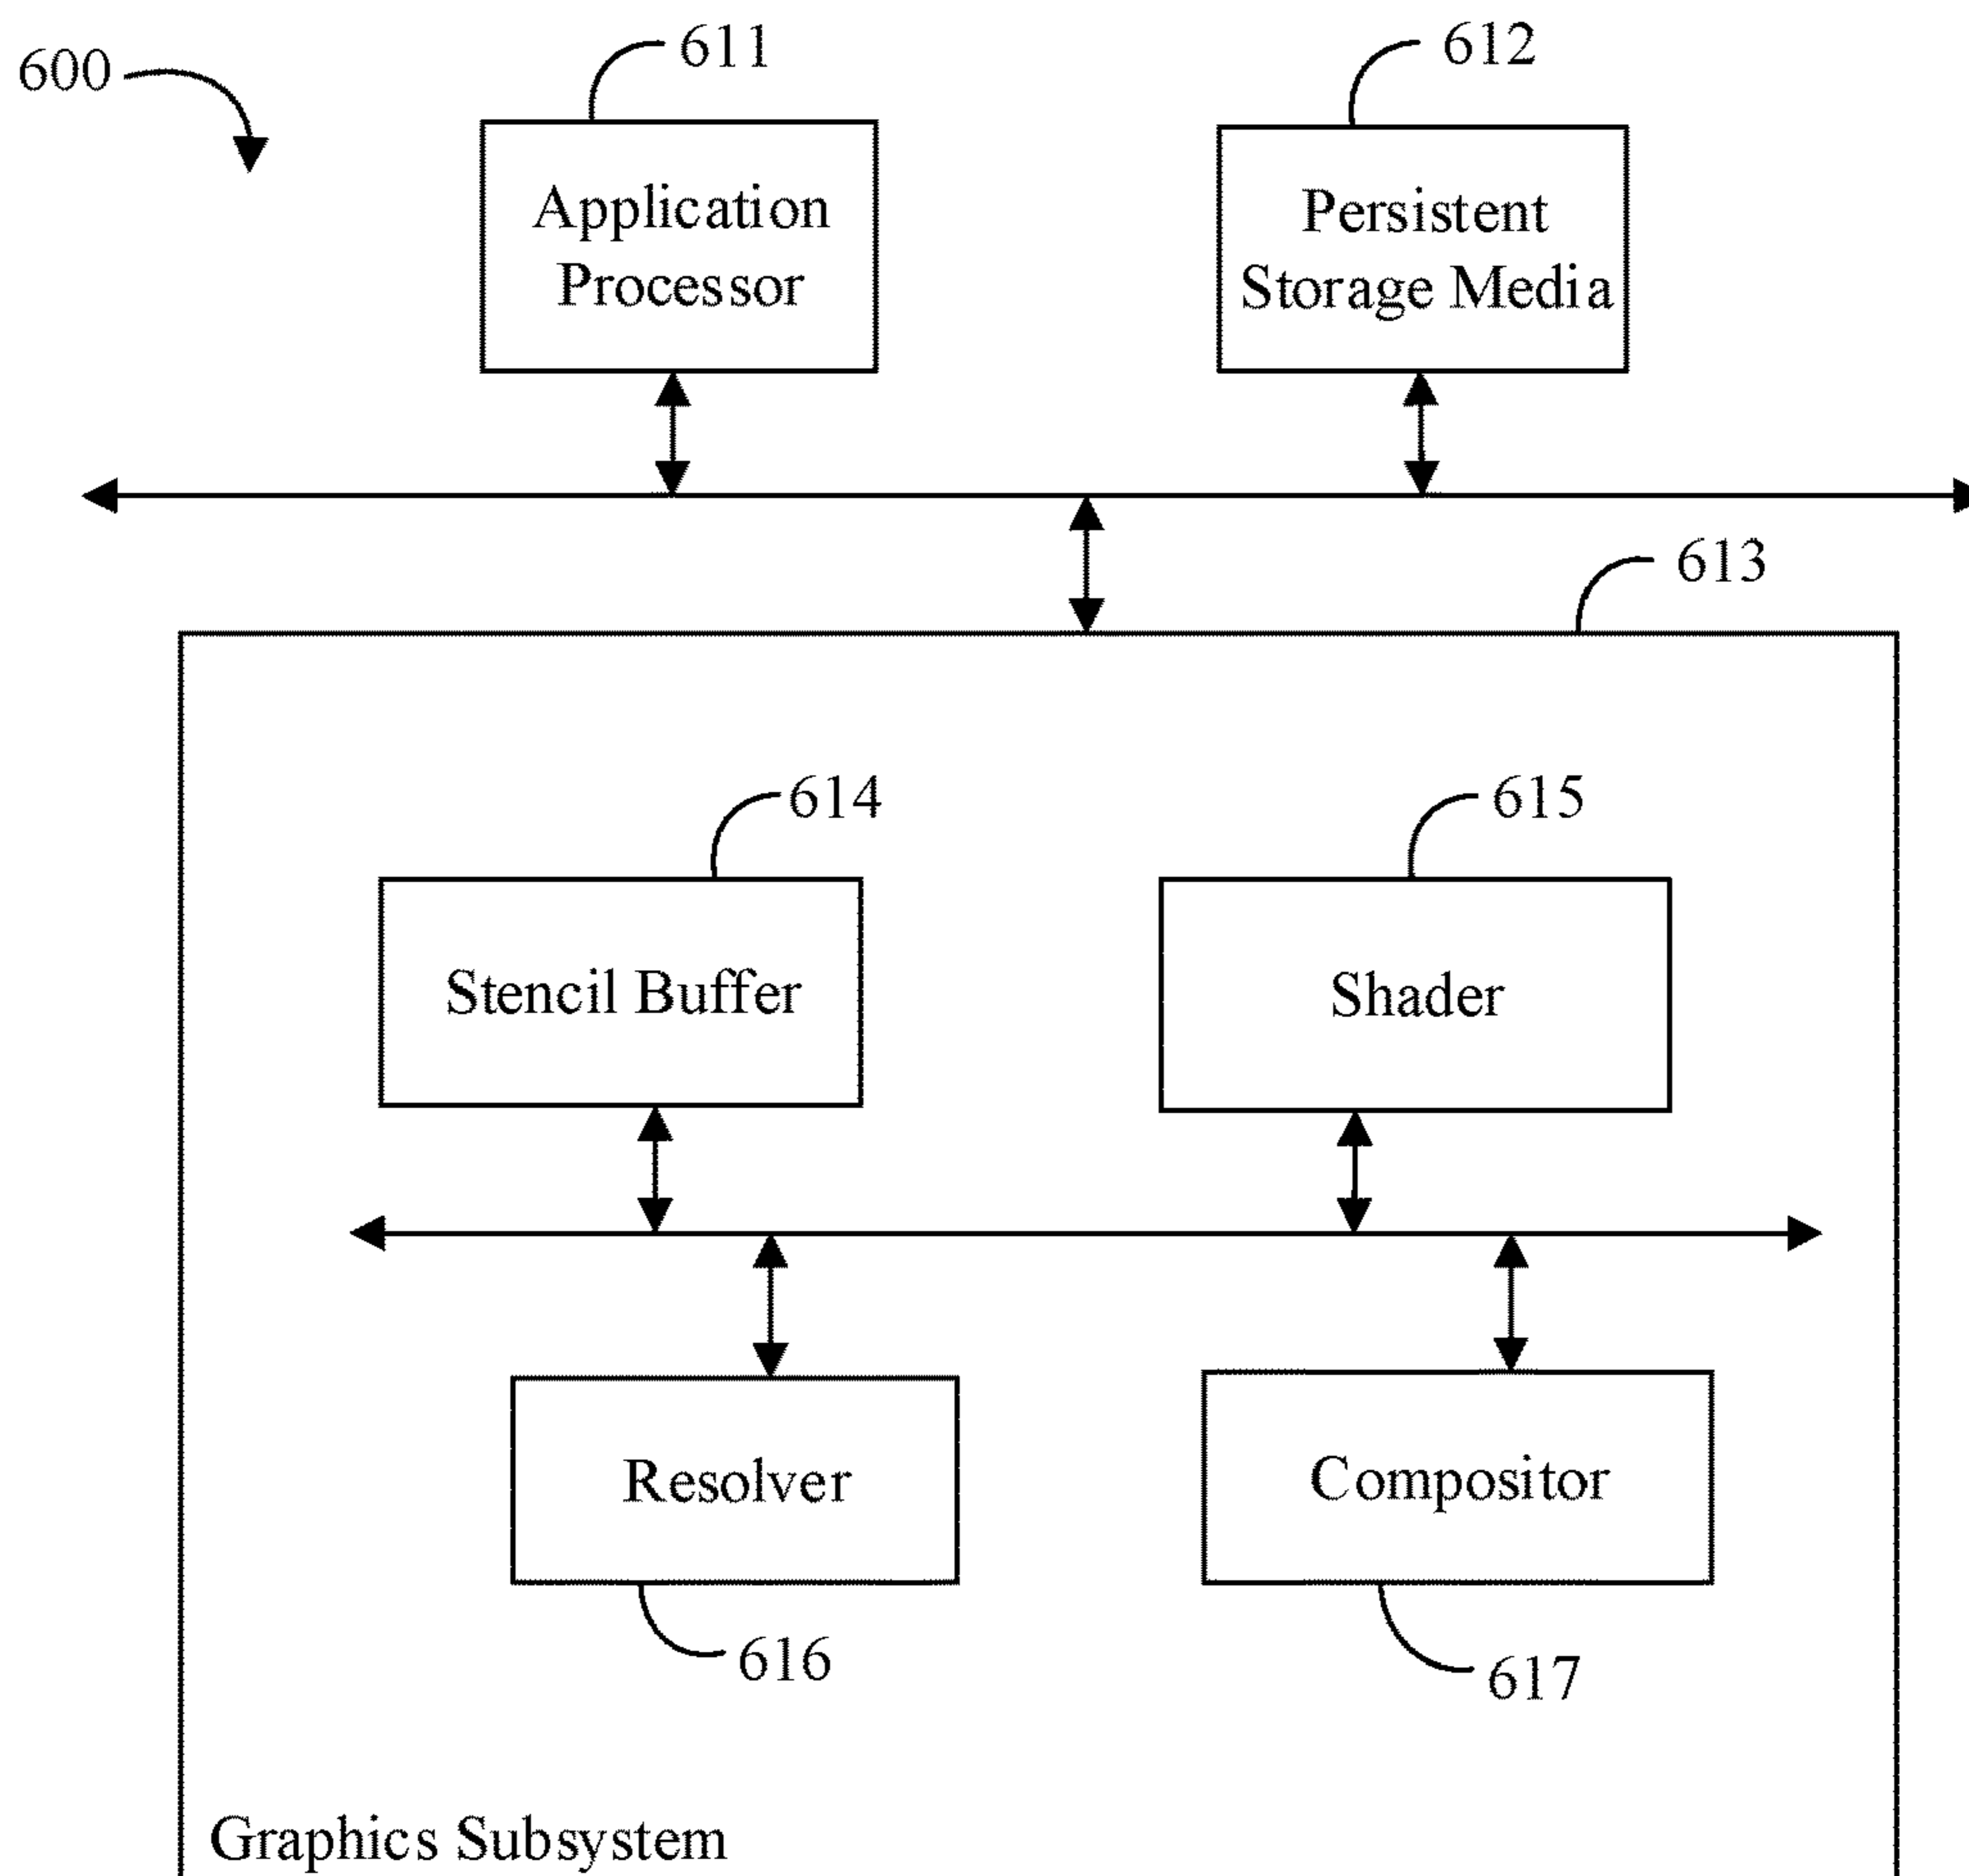 600
611
612
Application
Processor
Persistent
Storage Media
613
614
615
Stencil Buffer
Shader
Resolver
Compositor
616
617
Graphics Subsystem